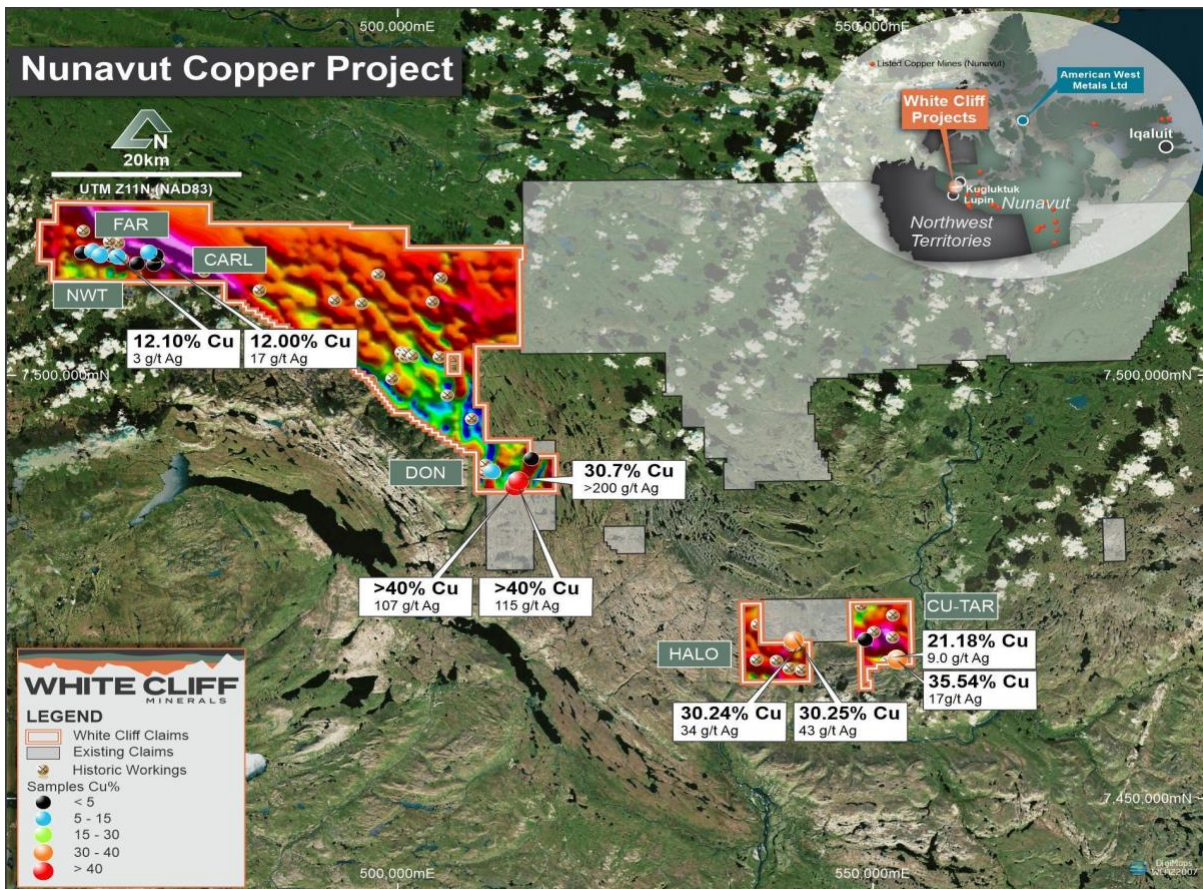 500,000mE
550,000mE
Nunavut Copper Project
Listed Copper Mines (Nunavut)
American West
Metals Ltd
White Cliff
Projects
Iqaluit
Kugluktuk
Lupin
Nunavut
Northwest
Territories
N
20km
UTM Z11N (NAD83)
FAR
CARL
NWT
12.10% Cu
3 g/t Ag
12.00% Cu
17 g/t Ag
7,500,000mN
7,500,000mN
DON
30.7% Cu
>200 g/t Ag
>40% Cu
107 g/t Ag
>40% Cu
115 g/t Ag
CU-TAR
HALO
21.18% Cu
9.0 g/t Ag
35.54% Cu
17g/t Ag
30.24% Cu
34 g/t Ag
30.25% Cu
43 g/t Ag
WHITE CLIFF
MINERALS
LEGEND
White Cliff Claims
Existing Claims
Historic Workings
Samples Cu%
< 5
5 - 15
15 - 30
30 - 40
> 40
7,450,000mN
500,000mE
550,000mE
DigMaps
WCNZ2007